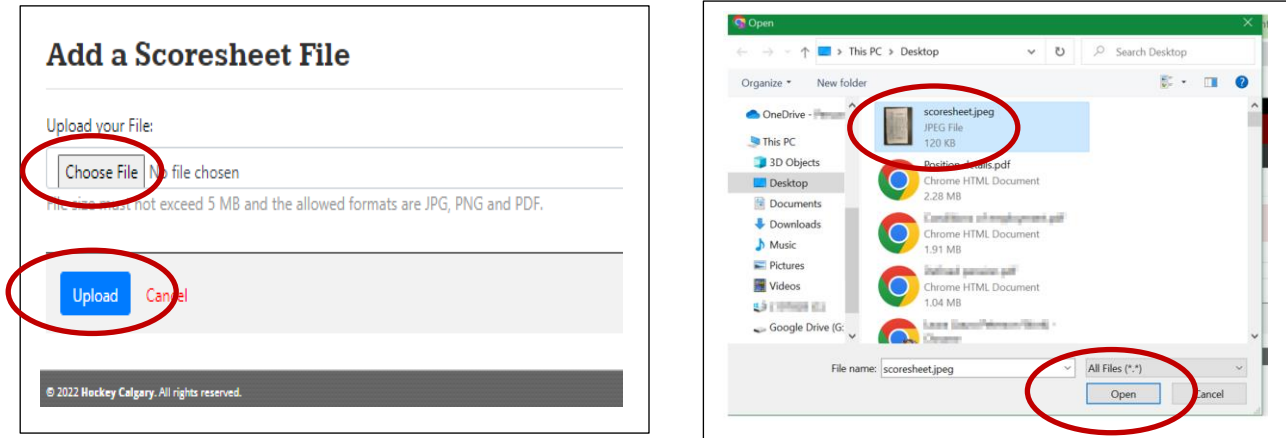 Add a Scoresheet File
Upload your File:
Choose File No file chosen
File size must not exceed 5 MB and the allowed formats are JPG, PNG and PDF.
Upload Cancel
© 2022 Hockey Calgary. All rights reserved.
Open
This PC > Desktop
Search Desktop
Organize New folder
OneDrive -
This PC
3D Objects
Desktop
Documents
Downloads
Music
Pictures
Videos
Google Drive (G:
scoresheet.jpeg
JPEG File
120 KB
Position details.pdf
Chrome HTML Document
2.28 MB
Chrome HTML Document
1.91 MB
Chrome HTML Document
1.04 MB
File name: scoresheet.jpeg All Files (*.*)
Open Cancel